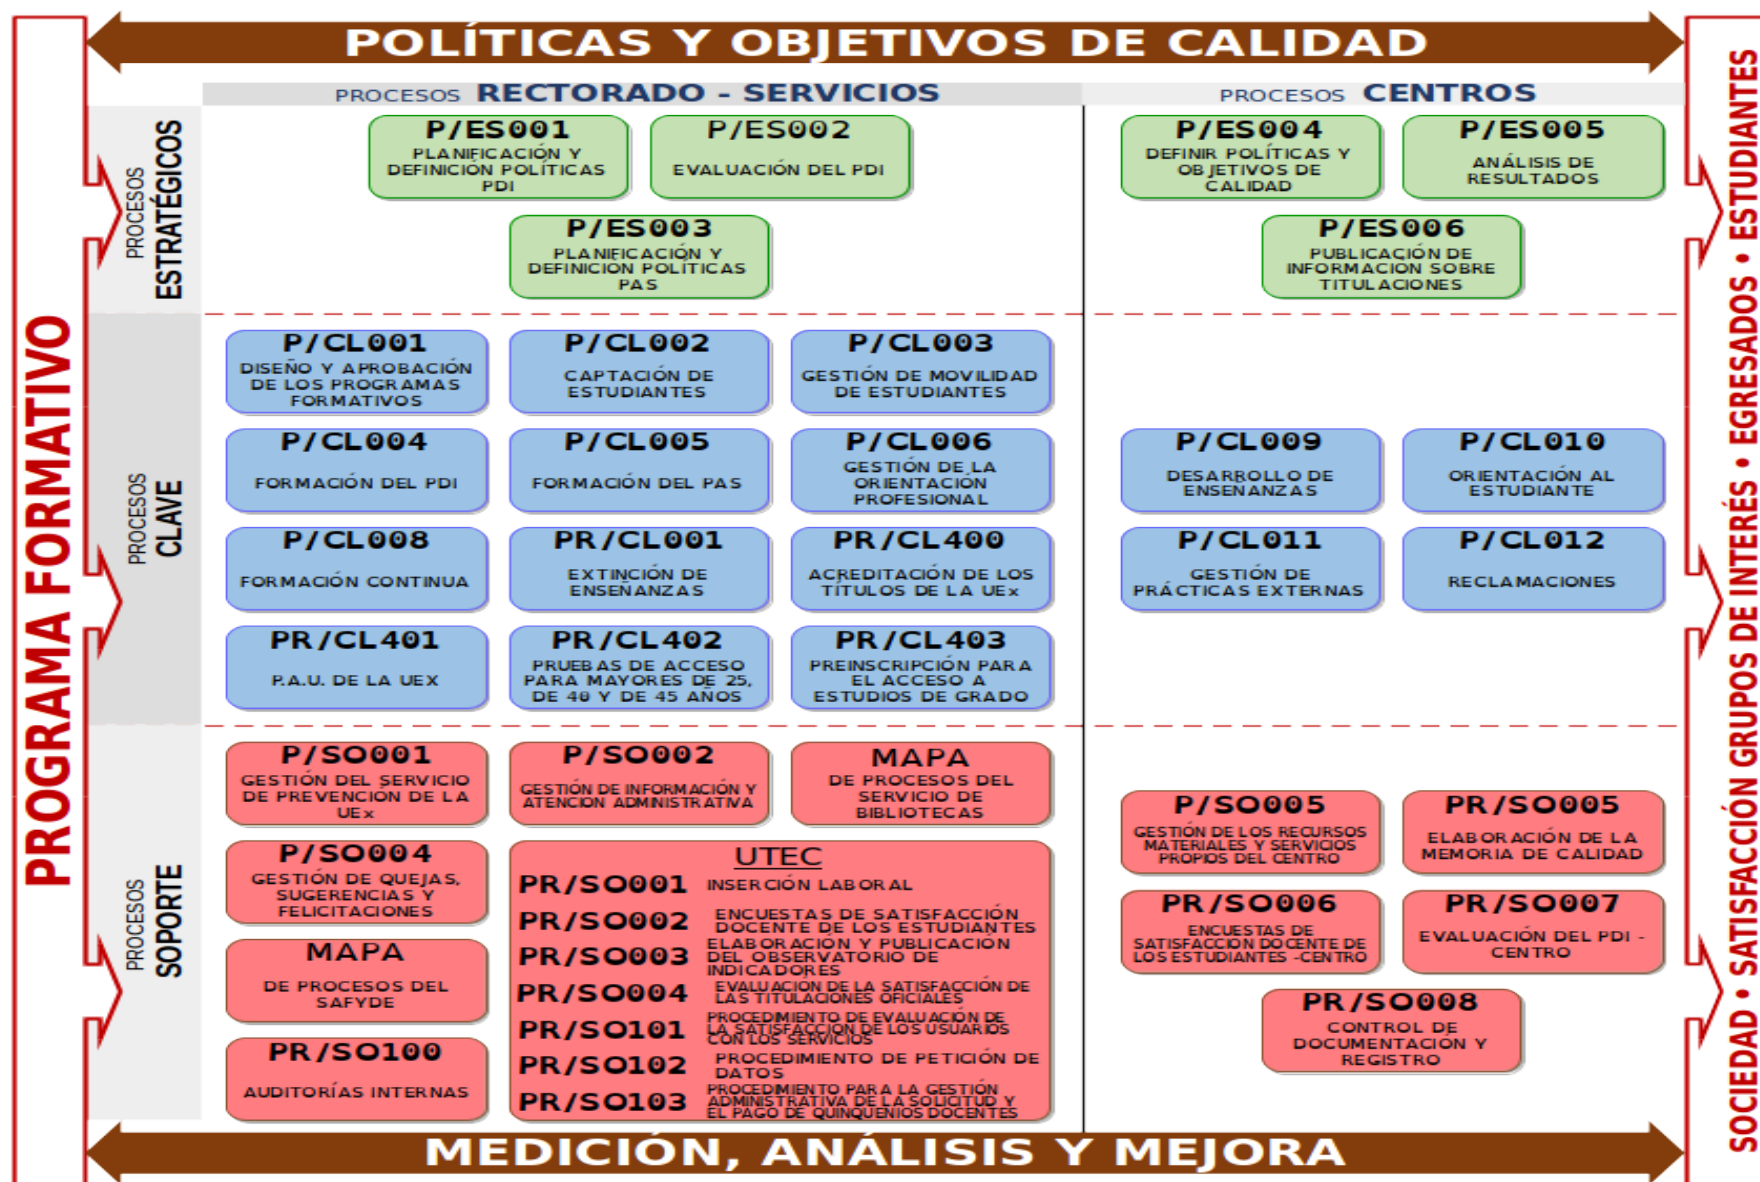 POLÍTICAS Y OBJETIVOS DE CALIDAD
PROCESOS RECTORADO - SERVICIOS
PROCESOS CENTROS
PROGRAMA FORMATIVO
PROCESOS
ESTRATÉGICOS
P/ES001
PLANIFICACIÓN Y
DEFINICIÓN POLÍTICAS
PDI
P/ES002
EVALUACIÓN DEL PDI
P/ES003
PLANIFICACIÓN Y
DEFINICIÓN POLÍTICAS
PAS
P/ES004
DEFINIR POLÍTICAS Y
OBJETIVOS DE
CALIDAD
P/ES005
ANÁLISIS DE
RESULTADOS
P/ES006
PUBLICACIÓN DE
INFORMACIÓN SOBRE
TITULACIONES
PROCESOS
CLAVE
P/CL001
DISEÑO Y APROBACIÓN
DE LOS PROGRAMAS
FORMATIVOS
P/CL002
CAPTACIÓN DE
ESTUDIANTES
P/CL003
GESTIÓN DE MOVILIDAD
DE ESTUDIANTES
P/CL004
FORMACIÓN DEL PDI
P/CL005
FORMACIÓN DEL PAS
P/CL006
GESTIÓN DE LA
ORIENTACIÓN
PROFESIONAL
P/CL008
FORMACIÓN CONTINUA
PR/CL001
EXTINCIÓN DE
ENSEÑANZAS
PR/CL400
ACREDITACIÓN DE LOS
TÍTULOS DE LA UEx
PR/CL401
P.A.U. DE LA UEX
PR/CL402
PRUEBAS DE ACCESO
PARA MAYORES DE 25,
DE 40 Y DE 45 AÑOS
PR/CL403
PREINSCRIPCIÓN PARA
EL ACCESO A
ESTUDIOS DE GRADO
P/CL009
DESARROLLO DE
ENSEÑANZAS
P/CL010
ORIENTACIÓN AL
ESTUDIANTE
P/CL011
GESTIÓN DE
PRÁCTICAS EXTERNAS
P/CL012
RECLAMACIONES
PROCESOS
SOPORTE
P/SO001
GESTIÓN DEL SERVICIO
DE PREVENCIÓN DE LA
UEx
P/SO002
GESTIÓN DE INFORMACIÓN Y
ATENCION ADMINISTRATIVA
MAPA
DE PROCESOS DEL
SERVICIO DE
BIBLIOTECAS
P/SO004
GESTIÓN DE QUEJAS,
SUGERENCIAS Y
FELICITACIONES
MAPA
DE PROCESOS DEL
SAFYDE
PR/SO100
AUDITORÍAS INTERNAS
UTEC
PR/SO001 INSERCIÓN LABORAL
PR/SO002 ENCUESTAS DE SATISFACCIÓN
DOCENTE DE LOS ESTUDIANTES
PR/SO003 ELABORACIÓN Y PUBLICACIÓN
DEL OBSERVATORIO DE
INDICADORES
PR/SO004 EVALUACIÓN DE LA SATISFACCIÓN DE
LAS TITULACIONES OFICIALES
PR/SO101 PROCEDIMIENTO DE EVALUACIÓN DE
LA SATISFACCIÓN DE LOS USUARIOS
CON LOS SERVICIOS
PR/SO102 PROCEDIMIENTO DE PETICIÓN DE
DATOS
PR/SO103 PROCEDIMIENTO PARA LA GESTIÓN
ADMINISTRATIVA DE LA SOLICITUD Y
EL PAGO DE QUINQUENIOS DOCENTES
P/SO005
GESTIÓN DE LOS RECURSOS
MATERIALES Y SERVICIOS
PROPIOS DEL CENTRO
PR/SO005
ELABORACIÓN DE LA
MEMORIA DE CALIDAD
PR/SO006
ENCUESTAS DE
SATISFACCION DOCENTE DE
LOS ESTUDIANTES -CENTRO
PR/SO007
EVALUACIÓN DEL PDI -
CENTRO
PR/SO008
CONTROL DE
DOCUMENTACIÓN Y
REGISTRO
SOCIEDAD • SATISFACCIÓN GRUPOS DE INTERÉS • EGRESADOS • ESTUDIANTES
MEDICIÓN, ANÁLISIS Y MEJORA